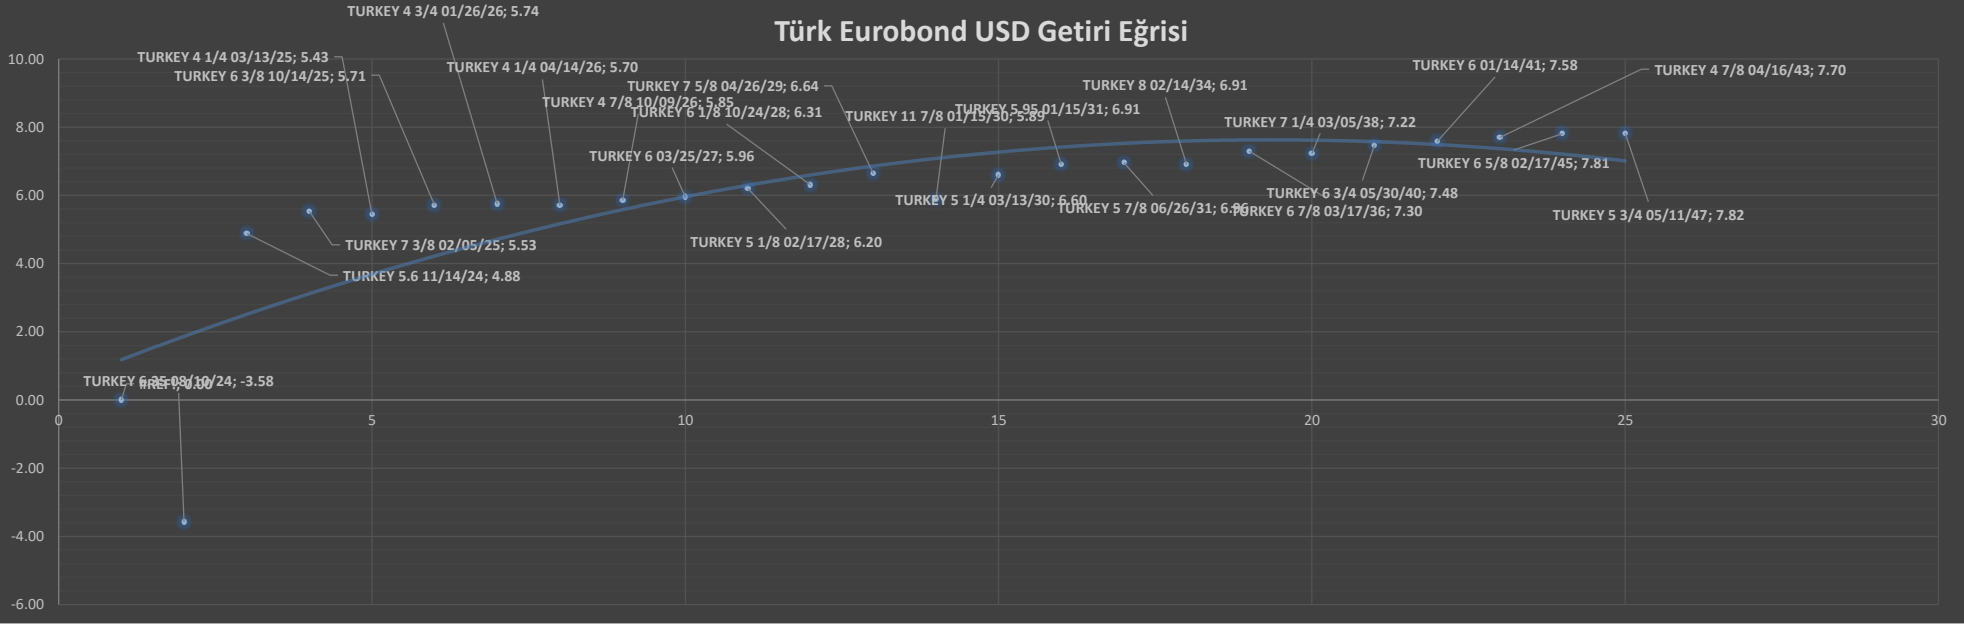 TURKEY 4 3/4 01/26/26; 5.74
Türk Eurobond USD Getiri Eğrisi
TURKEY 4 1/4 03/13/25; 5.43
TURKEY 6 3/8 10/14/25; 5.71
TURKEY 4 1/4 04/14/26; 5.70
TURKEY 7 5/8 04/26/29; 6.64
TURKEY 4 7/8 10/09/26; 5.85
TURKEY 6 1/8 10/24/28; 6.31
TURKEY 11 7/8 01/15/30; 5.89
TURKEY 5.95 01/15/31; 6.91
TURKEY 8 02/14/34; 6.91
TURKEY 6 01/14/41; 7.58
TURKEY 4 7/8 04/16/43; 7.70
TURKEY 7 1/4 03/05/38; 7.22
TURKEY 6 03/25/27; 5.96
TURKEY 6 5/8 02/17/45; 7.81
TURKEY 5 1/4 03/13/30; 6.60
TURKEY 5 7/8 06/26/31; 6.96
TURKEY 6 3/4 05/30/40; 7.48
TURKEY 6 7/8 03/17/36; 7.30
TURKEY 5 3/4 05/11/47; 7.82
TURKEY 5 1/8 02/17/28; 6.20
TURKEY 7 3/8 02/05/25; 5.53
TURKEY 5.6 11/14/24; 4.88
TURKEY 6.35 08/10/24; -3.58
#REF!; 0.00
10.00
8.00
6.00
4.00
2.00
0.00
-2.00
-4.00
-6.00
0 5 10 15 20 25 30